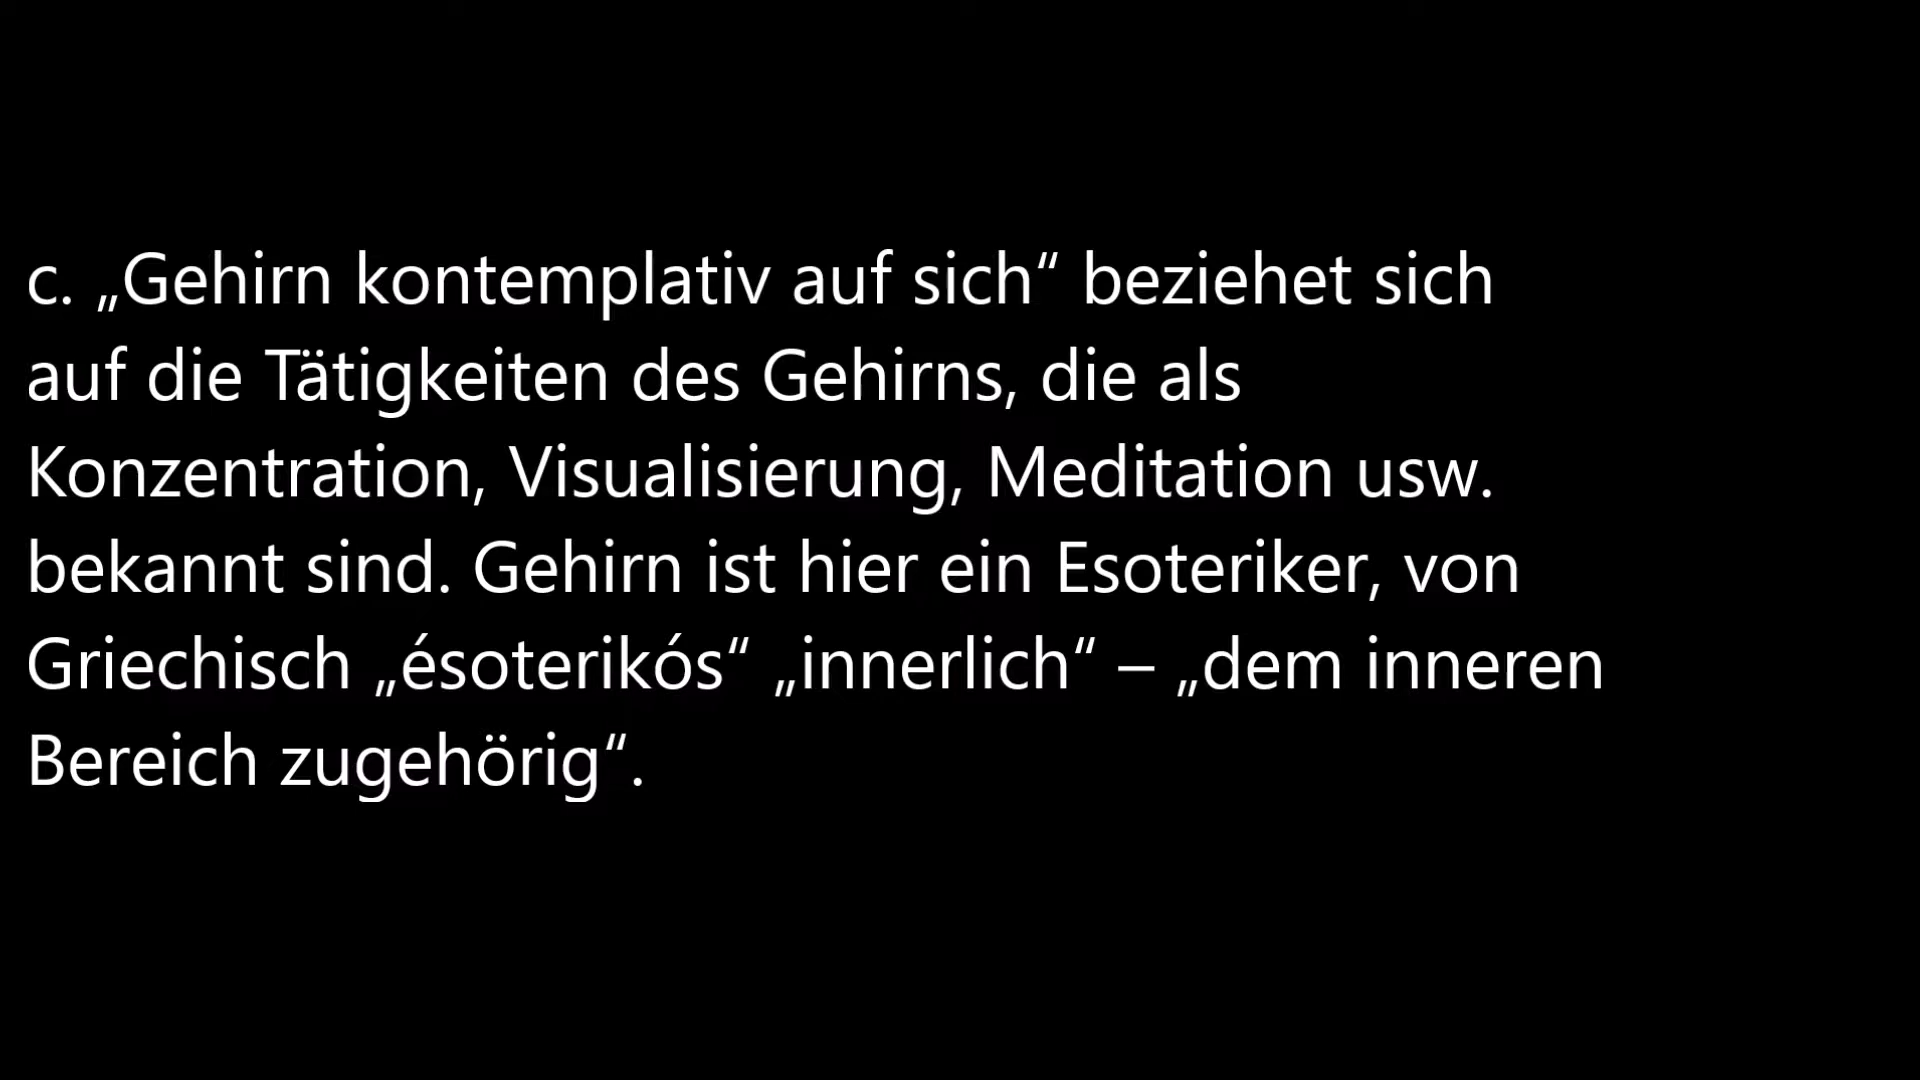 c. „Gehirn kontemplativ auf sich“ beziehet sich
auf die Tätigkeiten des Gehirns, die als
Konzentration, Visualisierung, Meditation usw.
bekannt sind. Gehirn ist hier ein Esoteriker, von
Griechisch „ésoterikós“ „innerlich“ – „dem inneren
Bereich zugehörig“.